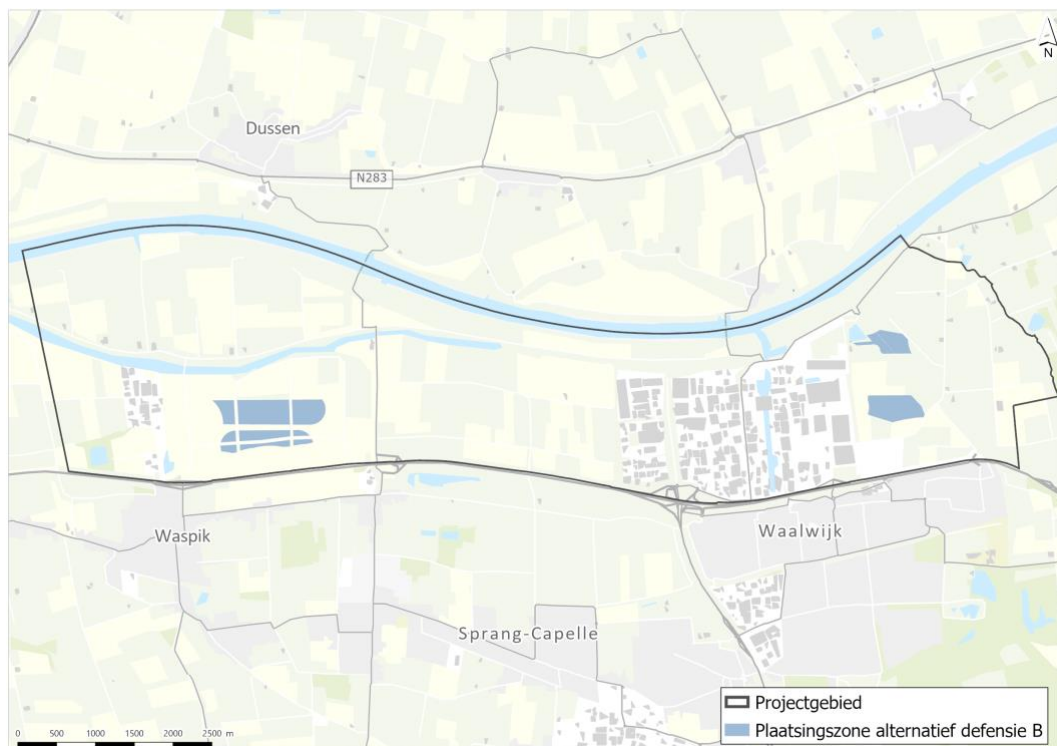 N
Dussen
N283
Waspik
Waalwijk
Sprang-Capelle
Projectgebied
Plaatsingszone alternatief defensie B
0 500 1000 1500 2000 2500 m